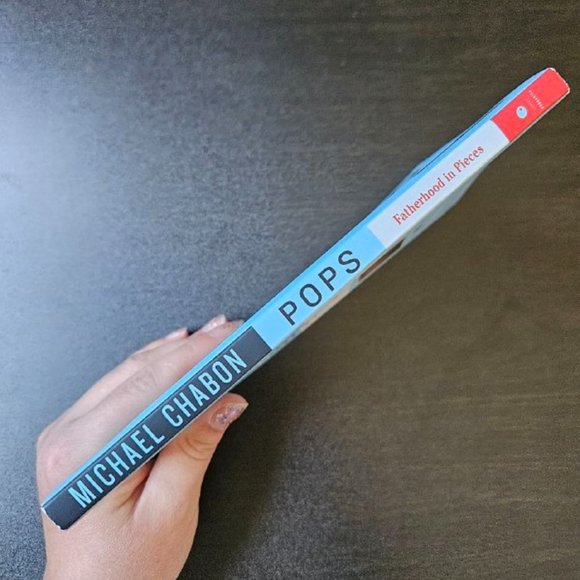 MICHAEL CHABON
POPS
Fatherhood in Pieces